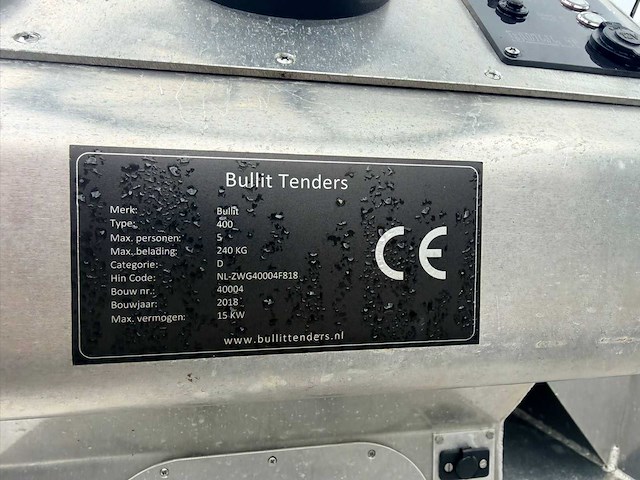 Bullit Tenders
Merk: Bullit
Type: 400
Max. personen: 5
Max. belading: 240 KG
Categorie: D
Hin Code: NL-ZWG40004F818
Bouw nr.: 40004
Bouwjaar: 2018
Max. vermogen: 15 KW
CE
www.bullittenders.nl